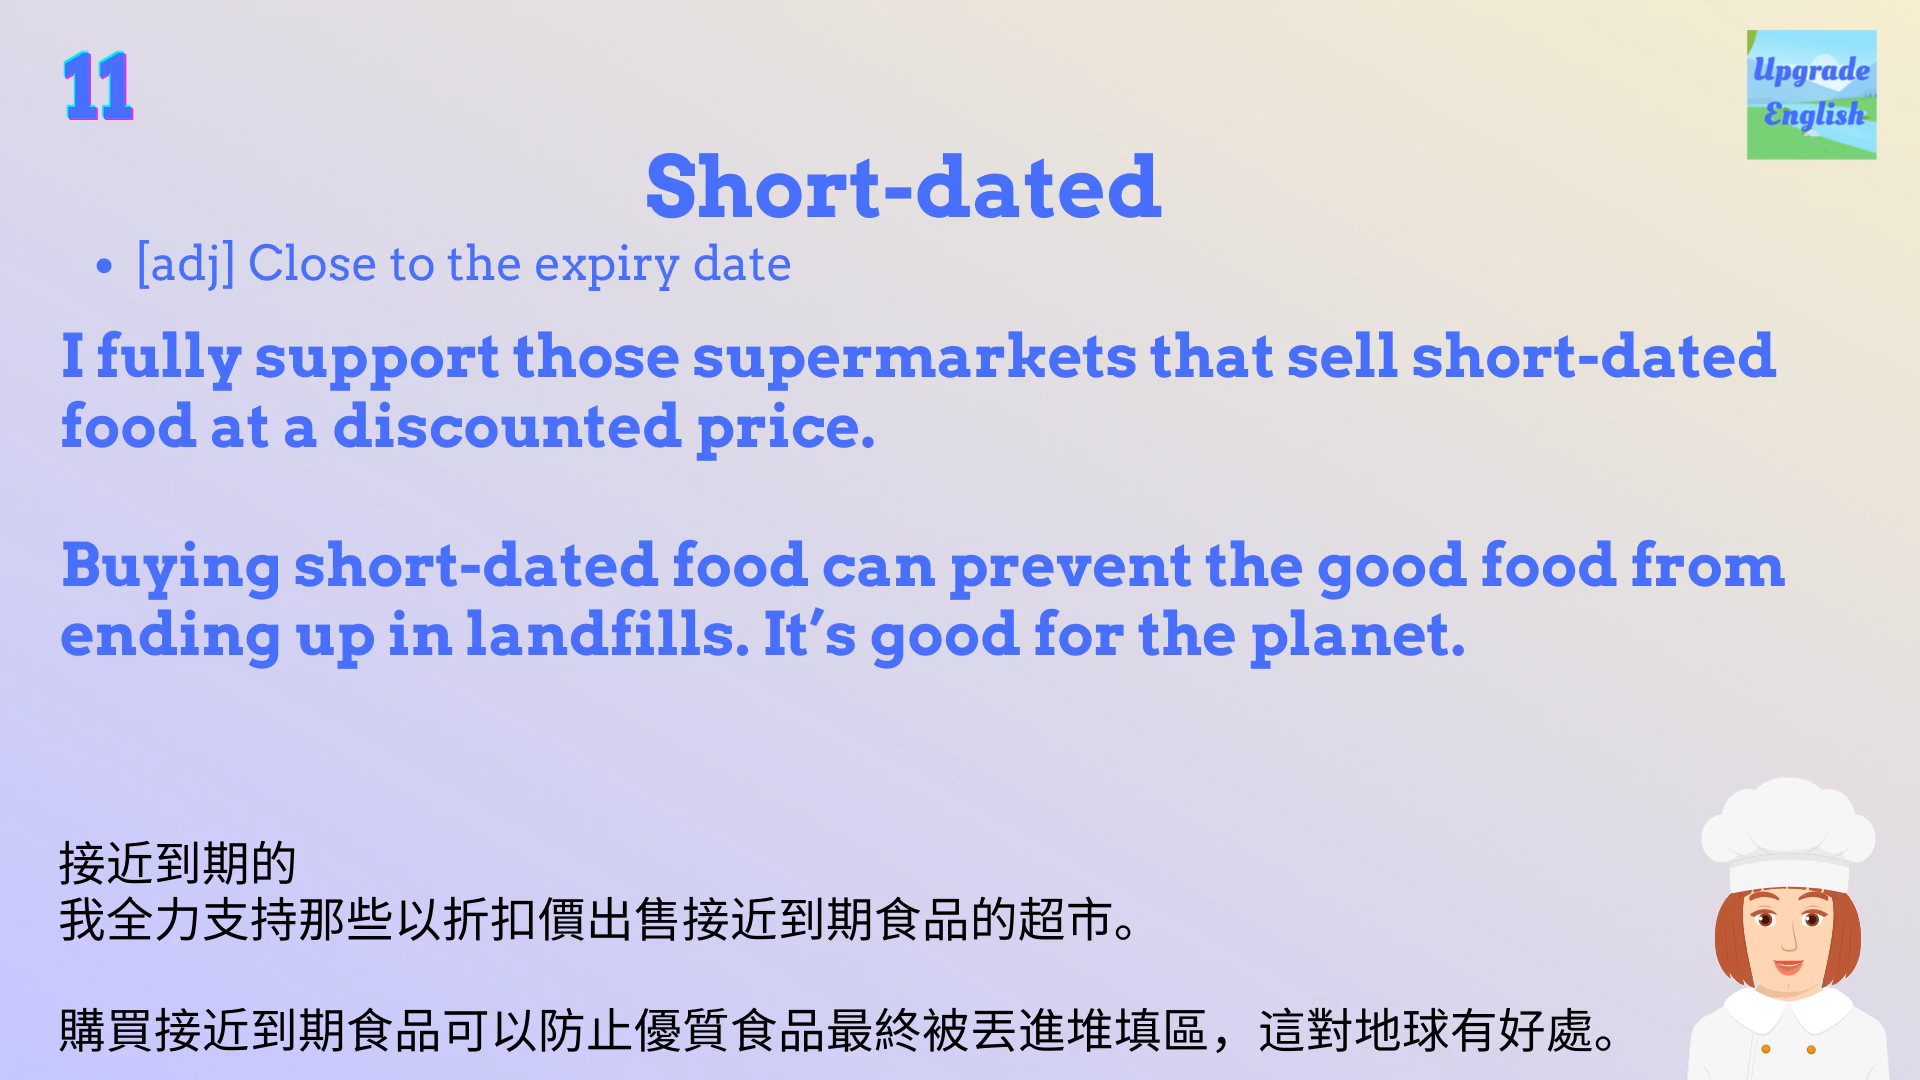 11
Upgrade
English
Short-dated
• [adj] Close to the expiry date
I fully support those supermarkets that sell short-dated
food at a discounted price.
Buying short-dated food can prevent the good food from
ending up in landfills. It’s good for the planet.
接近到期的
我全力支持那些以折扣價出售接近到期食品的超市。
購買接近到期食品可以防止優質食品最終被丟進堆填區，這對地球有好處。